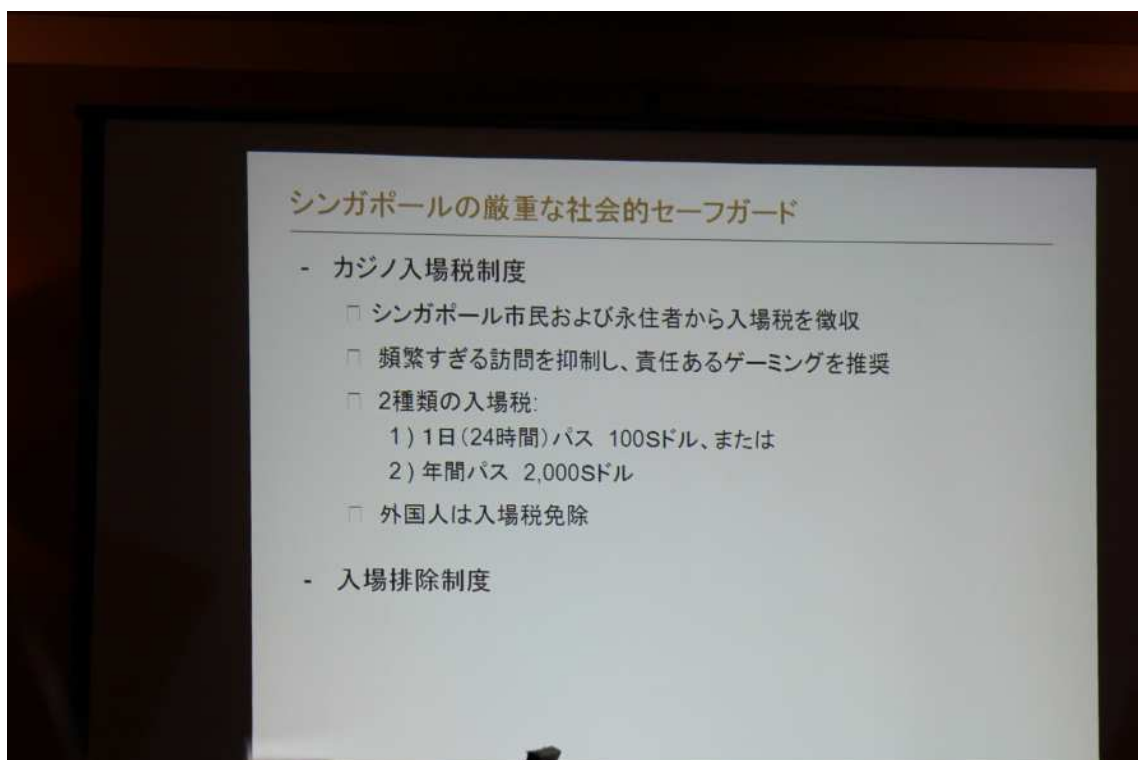 シンガポールの厳重な社会的セーフガード
- カジノ入場税制度
□ シンガポール市民および永住者から入場税を徴収
□ 頻繁すぎる訪問を抑制し、責任あるゲーミングを推奨
□ 2種類の入場税:
1) 1日(24時間)パス 100Sドル、または
2) 年間パス 2,000Sドル
□ 外国人は入場税免除
- 入場排除制度